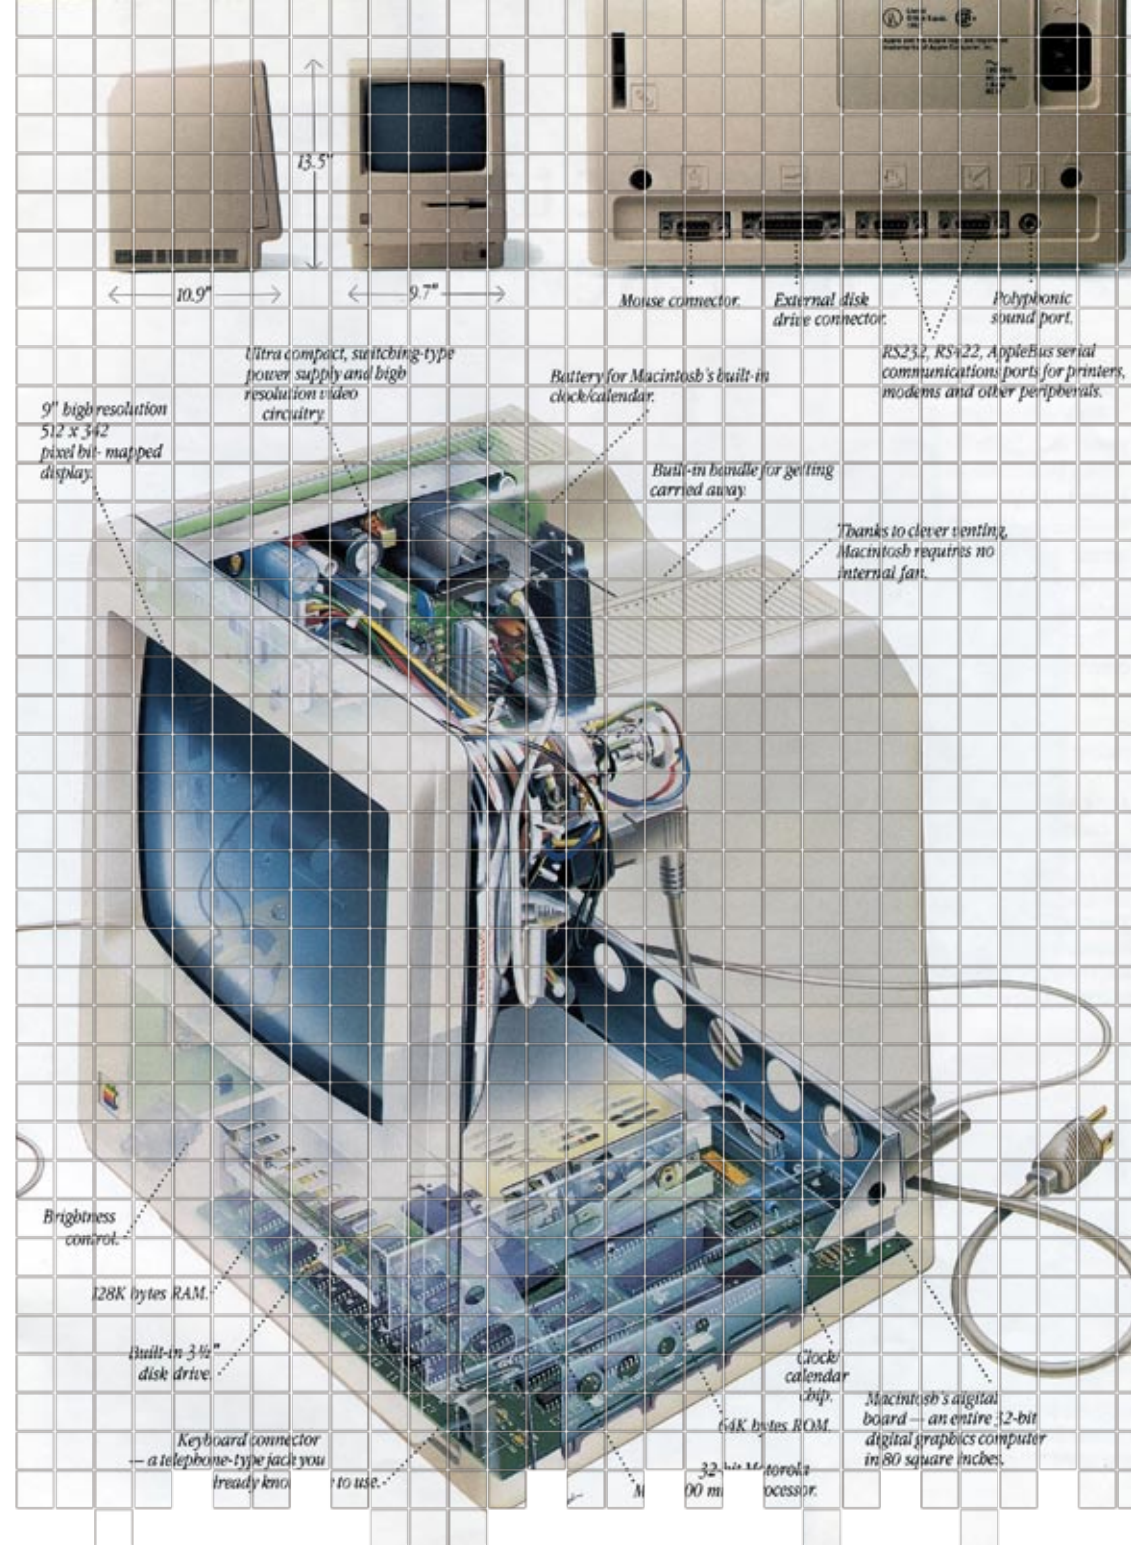 13.5"
10.9"
9.7"
Mouse connector.
External disk
drive connector.
Polyphonic
sound port.
RS232, RS422, AppleBus serial
communications ports for printers,
modems and other peripherals.
Ultra compact, switching-type
power supply and high
resolution video
circuitry.
Battery for Macintosh's built-in
clock/calendar.
9" high resolution
512 x 342
pixel bit-mapped
display.
Built-in handle for getting
carried away.
Thanks to clever venting,
Macintosh requires no
internal fan.
Brightness
control.
128K bytes RAM.
Built-in 3½"
disk drive.
Keyboard connector
— a telephone-type jack you
to use.
Clock/
calendar
chip.
64K bytes ROM.
32-bit Motorola
Macintosh's digital
board — an entire 32-bit
digital graphics computer
in 80 square inches.